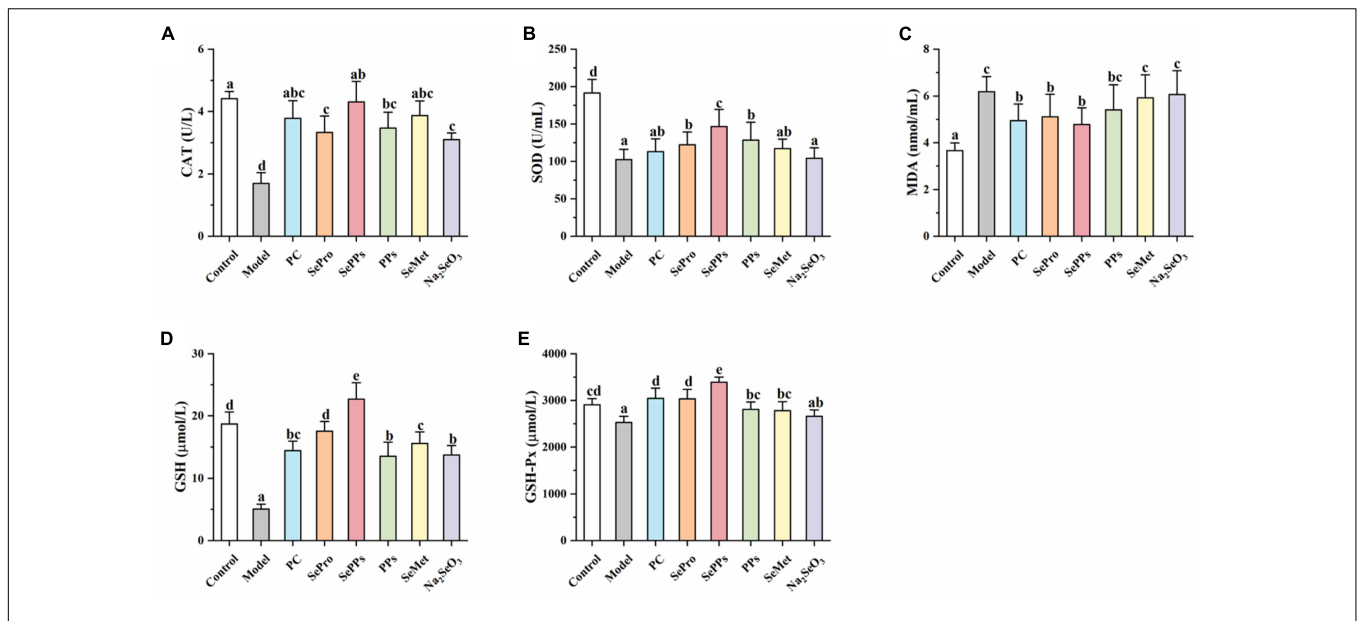 A
CAT (U/L)
6
4
2
0
a
d
abc
c
ab
bc
abc
c
Control
Model
PC
SePro
SePPs
PPs
SeMet
Na₂SeO₃
B
SOD (U/mL)
250
200
150
100
50
0
d
a
ab
b
c
b
ab
a
Control
Model
PC
SePro
SePPs
PPs
SeMet
Na₂SeO₃
C
MDA (nmol/mL)
8
6
4
2
0
a
c
b
b
b
bc
c
c
Control
Model
PC
SePro
SePPs
PPs
SeMet
Na₂SeO₃
D
GSH (μmol/L)
30
20
10
0
d
a
bc
d
e
b
c
b
Control
Model
PC
SePro
SePPs
PPs
SeMet
Na₂SeO₃
E
GSH-Px (μmol/L)
4000
3000
2000
1000
0
cd
a
d
d
e
bc
bc
ab
Control
Model
PC
SePro
SePPs
PPs
SeMet
Na₂SeO₃